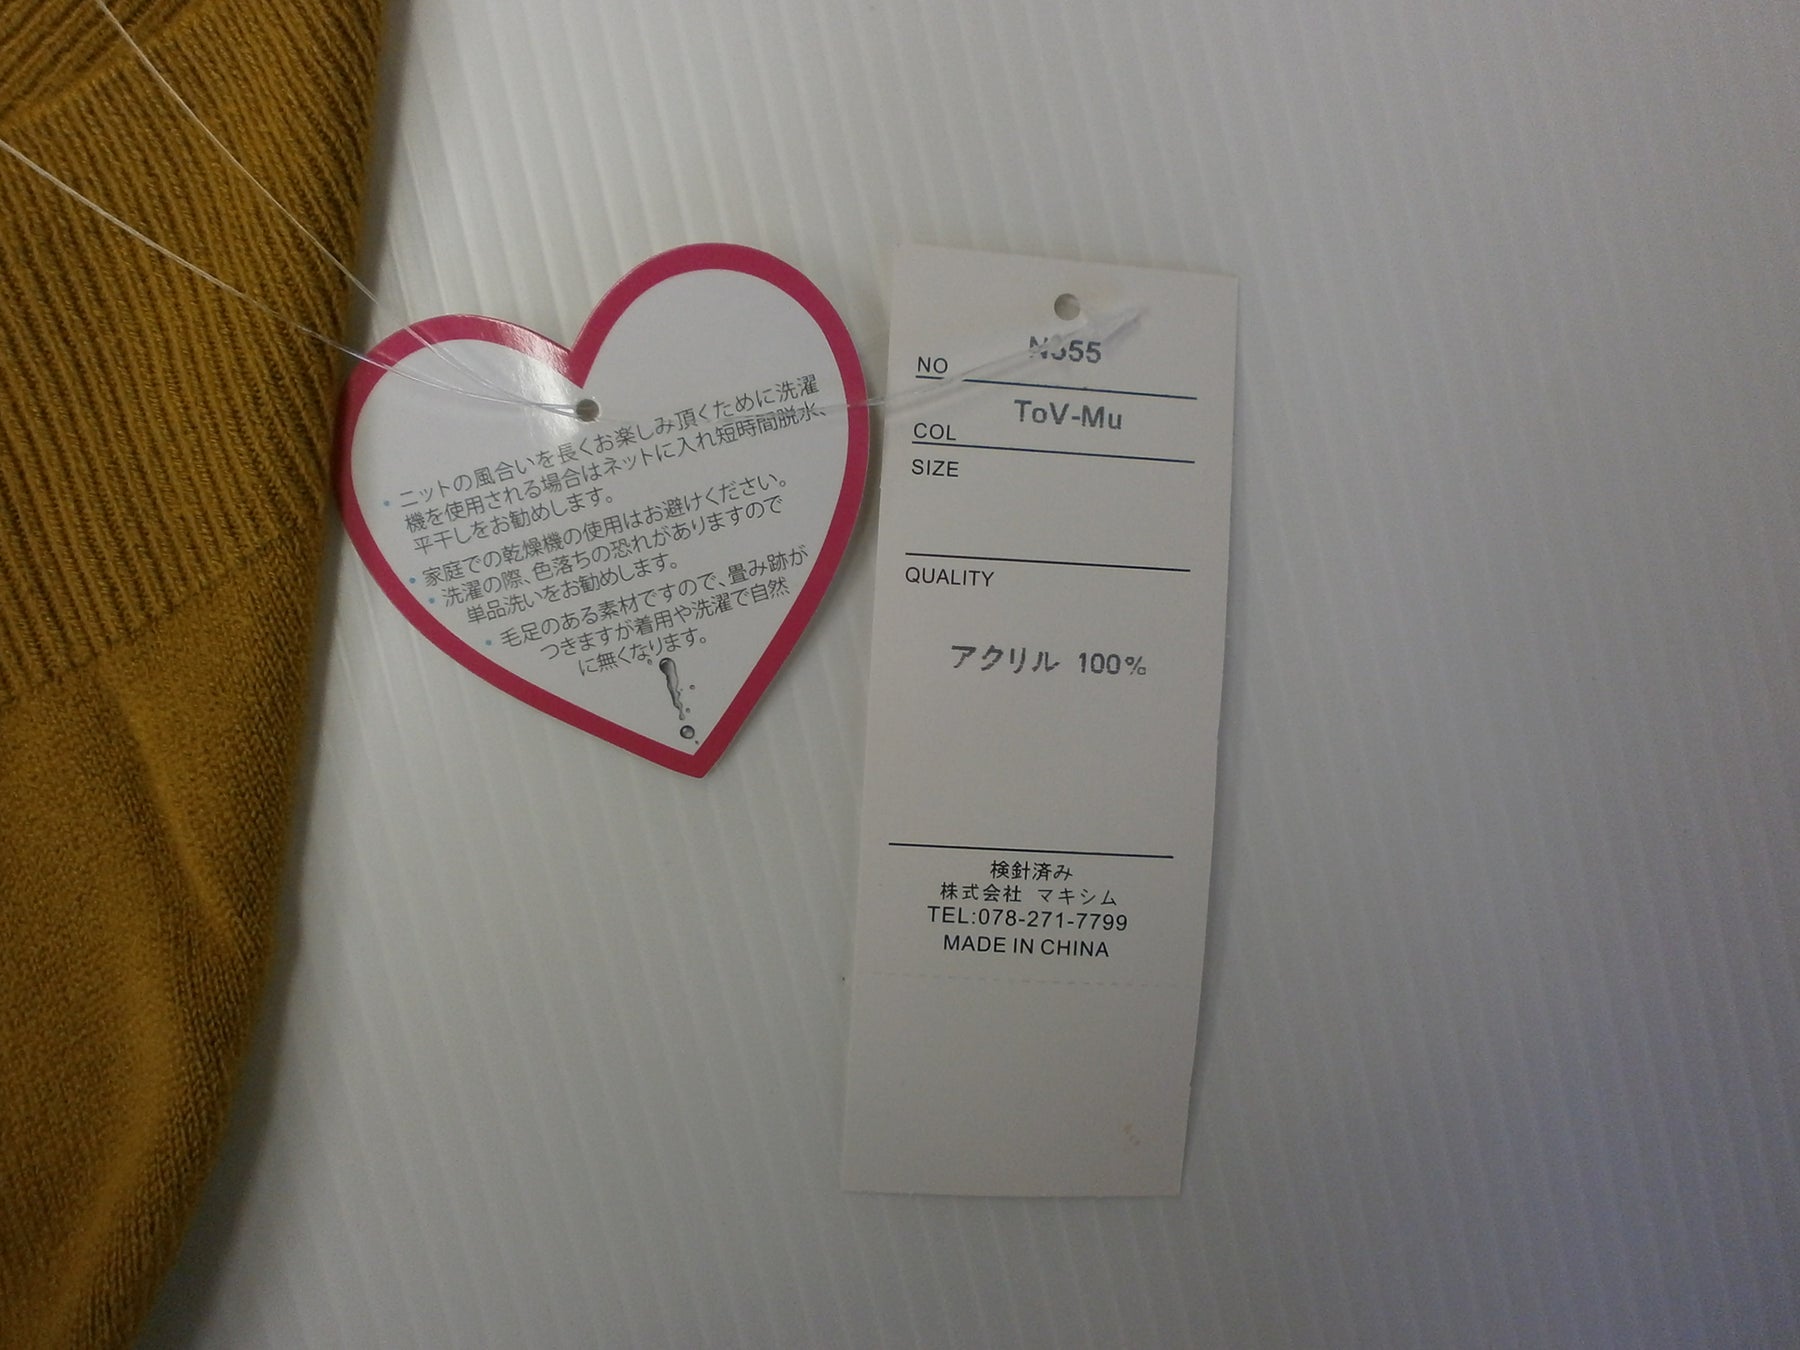 ・ニットの風合いを長くお楽しみ頂くために洗濯
機を使用される場合はネットに入れ短時間脱水、
平干しをお勧めします。
・家庭での乾燥機の使用はお避けください。
・洗濯の際、色落ちの恐れがありますので
単品洗いをお勧めします。
・毛足のある素材ですので、畳み跡が
つきますが着用や洗濯で自然
に無くなります。
NO N355
COL ToV-Mu
SIZE
QUALITY
アクリル 100%
検針済み
株式会社 マキシム
TEL:078-271-7799
MADE IN CHINA